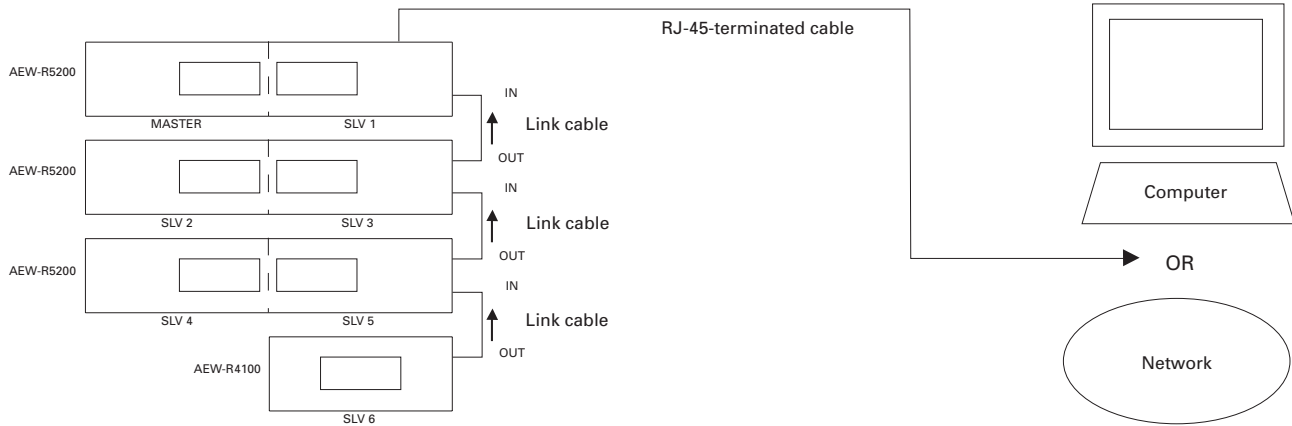 RJ-45-terminated cable
AEW-R5200
IN
MASTER
SLV 1
Link cable
OUT
AEW-R5200
IN
SLV 2
SLV 3
Link cable
OUT
AEW-R5200
IN
SLV 4
SLV 5
Link cable
OUT
AEW-R4100
SLV 6
Computer
OR
Network